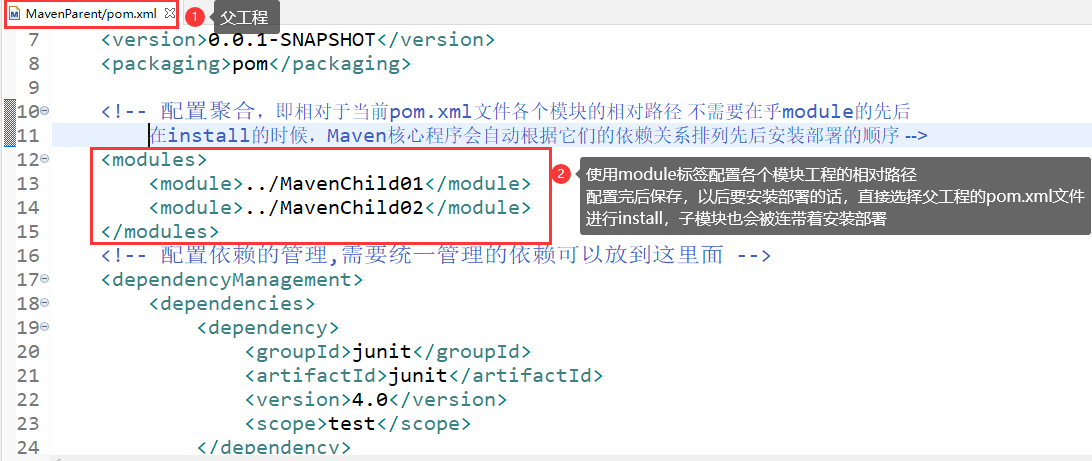 MavenParent/pom.xml
1 父工程
7 <version>0.0.1-SNAPSHOT</version>
8 <packaging>pom</packaging>
9
10 <!-- 配置聚合，即相对于当前pom.xml文件各个模块的相对路径 不需要在乎module的先后
11 在install的时候，Maven核心程序会自动根据它们的依赖关系排列先后安装部署的顺序 -->
12 <modules>
13 <module>../MavenChild01</module>
14 <module>../MavenChild02</module>
15 </modules>
2 使用module标签配置各个模块工程的相对路径
配置完后保存，以后要安装部署的话，直接选择父工程的pom.xml文件
进行install，子模块也会被连带着安装部署
16 <!-- 配置依赖的管理,需要统一管理的依赖可以放到这里面 -->
17 <dependencyManagement>
18 <dependencies>
19 <dependency>
20 <groupId>junit</groupId>
21 <artifactId>junit</artifactId>
22 <version>4.0</version>
23 <scope>test</scope>
24 </dependency>